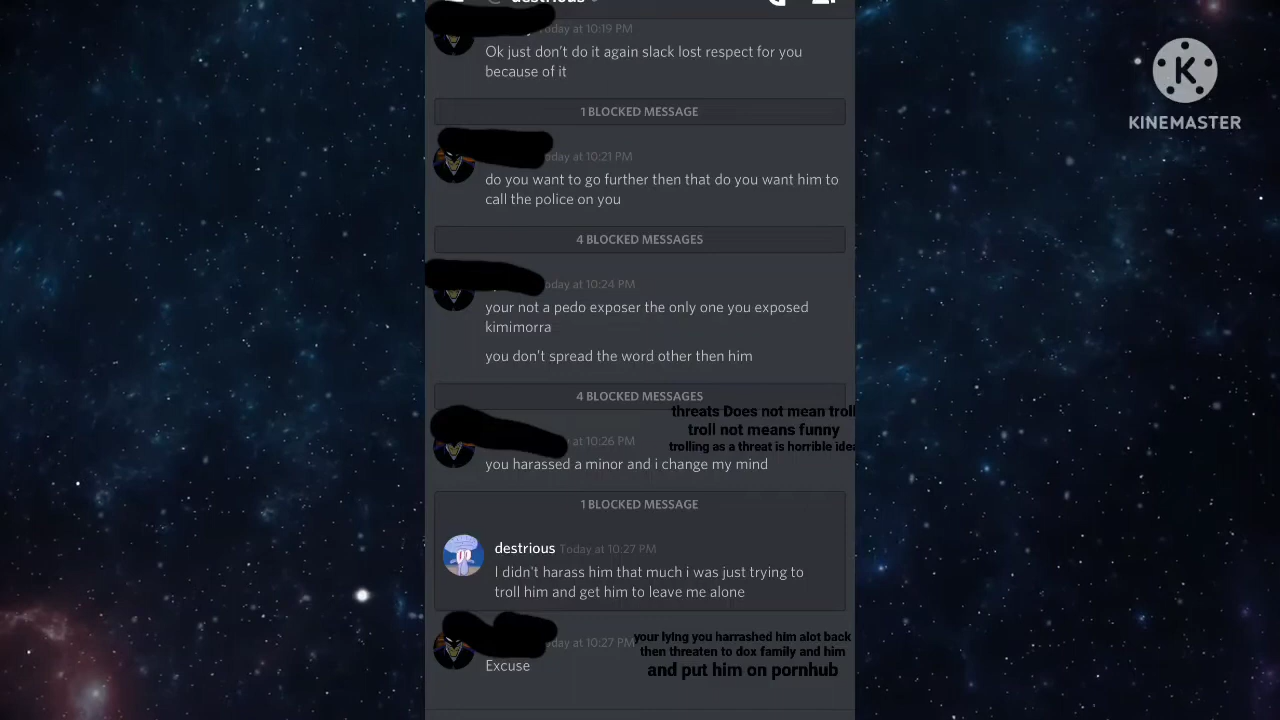 destrious
Today at 10:19 PM
Ok just don't do it again slack lost respect for you
because of it
1 BLOCKED MESSAGE
oday at 10:21 PM
do you want to go further then that do you want him to
call the police on you
4 BLOCKED MESSAGES
oday at 10:24 PM
your not a pedo exposer the only one you exposed
kimimorra
you don't spread the word other then him
4 BLOCKED MESSAGES
threats Does not mean troll
troll not means funny
trolling as a threat is horrible idea
at 10:26 PM
you harassed a minor and i change my mind
1 BLOCKED MESSAGE
destrious Today at 10:27 PM
I didn't harass him that much i was just trying to
troll him and get him to leave me alone
oday at 10:27 PM
Excuse
your lying you harrashed him alot back
then threaten to dox family and him
and put him on pornhub
K
KINEMASTER